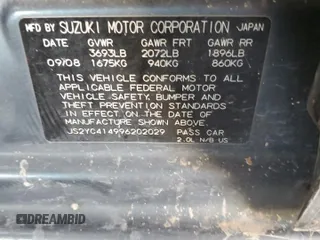 MFD BY SUZUKI MOTOR CORPORATION JAPAN
DATE GVWR GAWR FRT GAWR RR
3693LB 2072LB 1896LB
09/08 1675KG 940KG 860KG
THIS VEHICLE CONFORMS TO ALL
APPLICABLE FEDERAL MOTOR
VEHICLE SAFETY, BUMPER AND
THEFT PREVENTION STANDARDS
IN EFFECT ON THE DATE OF
MANUFACTURE SHOWN ABOVE.
JS2YC414996202029 PASS CAR
2.0L N/B US
DREAMBID